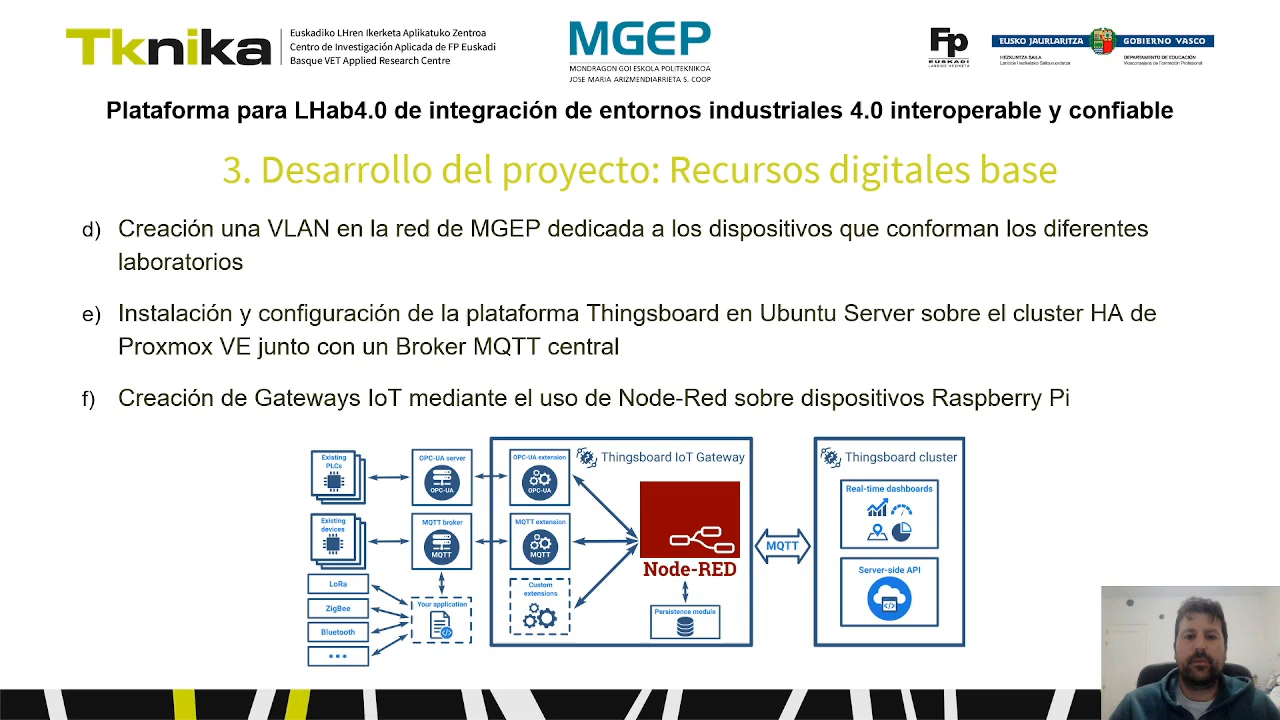 Tknika
Euskadiko LHren Ikerketa Aplikatuko Zentroa
Centro de Investigación Aplicada de FP Euskadi
Basque VET Applied Research Centre
MGEP
MONDRAGON GOI ESKOLA POLITEKNIKOA
JOSE MARIA ARIZMENDIARRIETA S. COOP
Fp
EUSKADI
LANBIDE HEZIKETA
EUSKO JAURLARITZA
GOBIERNO VASCO
HEZKUNTZA SAILA
Lanbide Heziketako Sailburuordetza
DEPARTAMENTO DE EDUCACIÓN
Viceconsejería de Formación Profesional
Plataforma para LHab4.0 de integración de entornos industriales 4.0 interoperable y confiable
3. Desarrollo del proyecto: Recursos digitales base
d) Creación una VLAN en la red de MGEP dedicada a los dispositivos que conforman los diferentes
laboratorios
e) Instalación y configuración de la plataforma Thingsboard en Ubuntu Server sobre el cluster HA de
Proxmox VE junto con un Broker MQTT central
f) Creación de Gateways IoT mediante el uso de Node-Red sobre dispositivos Raspberry Pi
Existing
PLCs
OPC-UA server
OPC-UA
OPC-UA extension
OPC-UA
Thingsboard IoT Gateway
Existing
devices
MQTT broker
MQTT
MQTT extension
MQTT
Node-RED
LoRa
ZigBee
Bluetooth
Your application
Custom
extensions
Persistence module
MQTT
Thingsboard cluster
Real-time dashboards
Server-side API